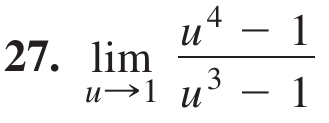 27. lim u→1 u⁴ − 1 / u³ − 1